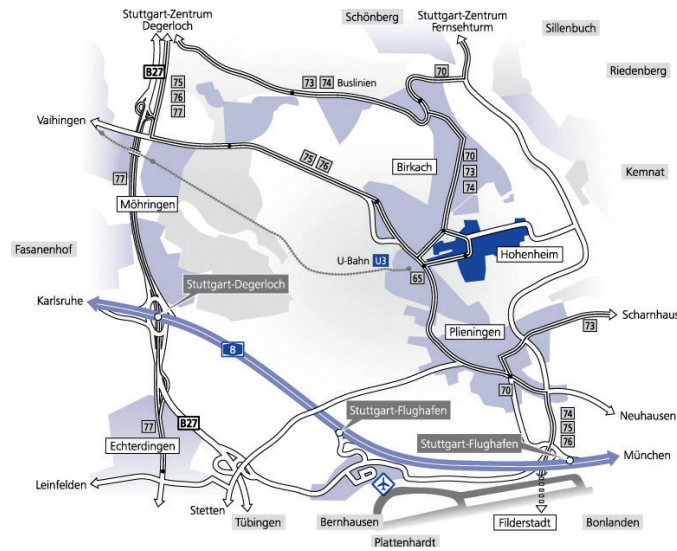 Stuttgart-Zentrum
Degerloch
Schönberg
Stuttgart-Zentrum
Fernsehturm
Sillenbuch
Riedenberg
B27
75
76
77
73 74 Buslinien
70
Vaihingen
75 76
Birkach
70
73
74
Kemnat
77
Möhringen
Fasanenhof
U-Bahn U3
Hohenheim
65
Stuttgart-Degerloch
Karlsruhe
Plieningen
Scharnhaus
73
8
70
Neuhausen
Stuttgart-Flughafen
74
75
76
77
B27
Echterdingen
Stuttgart-Flughafen
München
Leinfelden
Stetten
Tübingen
Bernhausen
Filderstadt
Bonlanden
Plattenhardt